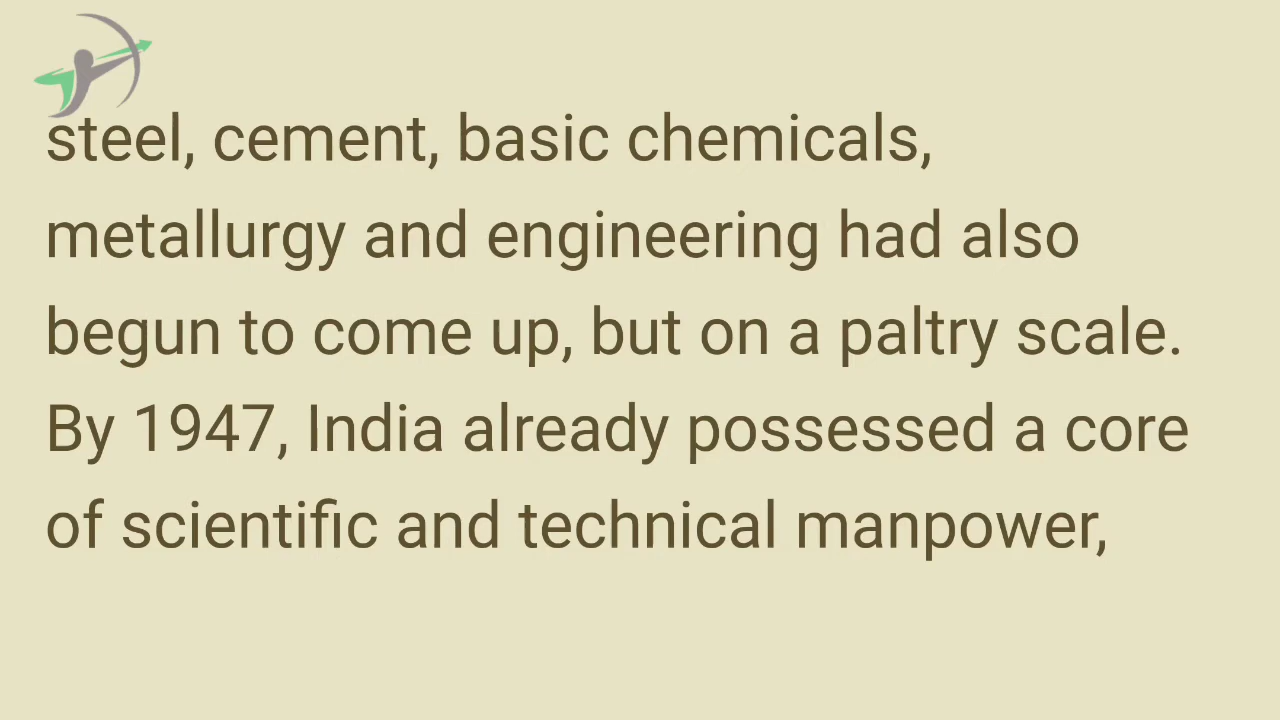 steel, cement, basic chemicals,
metallurgy and engineering had also
begun to come up, but on a paltry scale.
By 1947, India already possessed a core
of scientific and technical manpower,